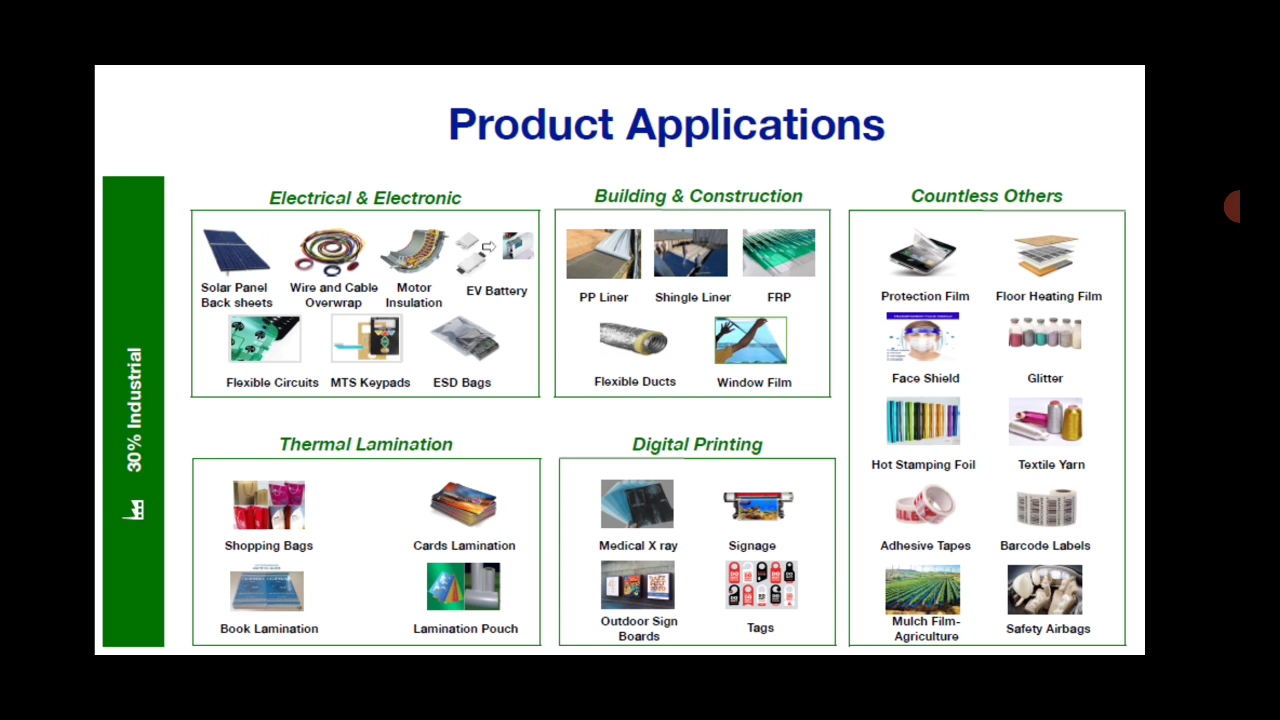 Product Applications
30% Industrial
Electrical & Electronic
Solar Panel
Back sheets
Wire and Cable
Overwrap
Motor
Insulation
EV Battery
Flexible Circuits
MTS Keypads
ESD Bags
Building & Construction
PP Liner
Shingle Liner
FRP
Flexible Ducts
Window Film
Countless Others
Protection Film
Floor Heating Film
Face Shield
Glitter
Hot Stamping Foil
Textile Yarn
Adhesive Tapes
Barcode Labels
Mulch Film-
Agriculture
Safety Airbags
Thermal Lamination
Shopping Bags
Cards Lamination
Book Lamination
Lamination Pouch
Digital Printing
Medical X ray
Signage
Outdoor Sign
Boards
Tags